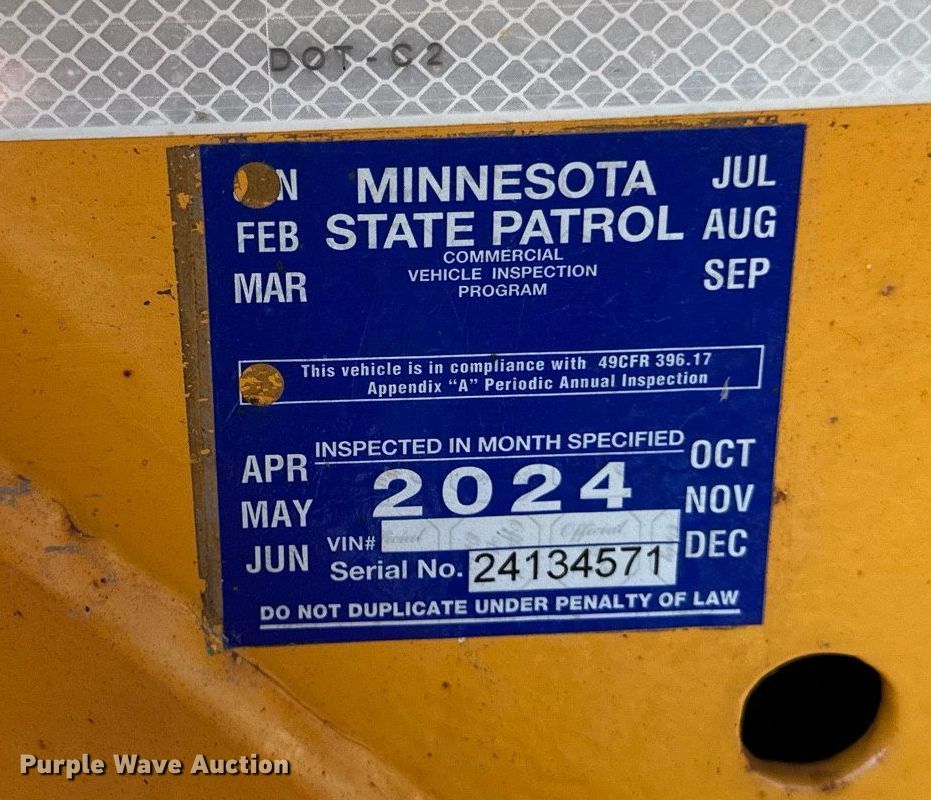 DOT-C2
MINNESOTA
STATE PATROL
COMMERCIAL
VEHICLE INSPECTION
PROGRAM
FEB
MAR
JUL
AUG
SEP
This vehicle is in compliance with 49CFR 396.17
Appendix “A” Periodic Annual Inspection
INSPECTED IN MONTH SPECIFIED
2024
APR
MAY
JUN
OCT
NOV
DEC
VIN#
Serial No. 24134571
DO NOT DUPLICATE UNDER PENALTY OF LAW
Purple Wave Auction